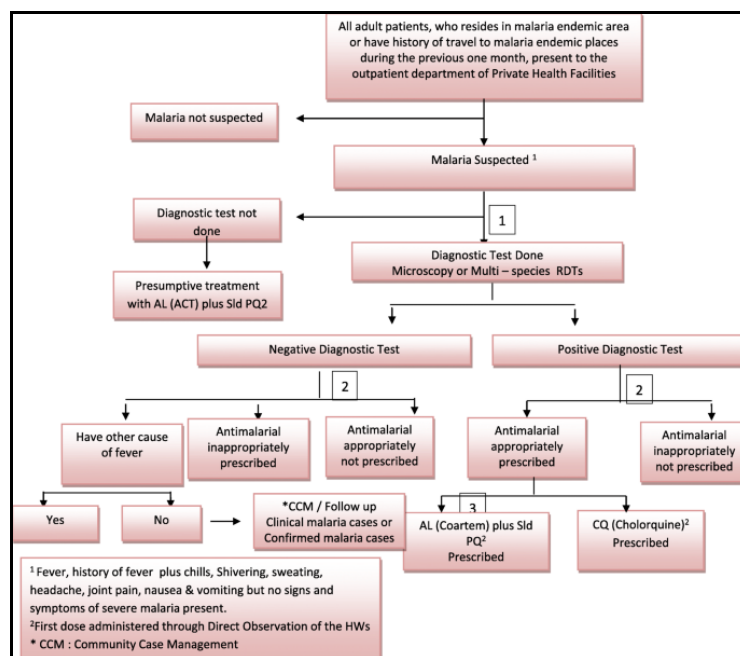 All adult patients, who resides in malaria endemic area
or have history of travel to malaria endemic places
during the previous one month, present to the
outpatient department of Private Health Facilities
Malaria not suspected
Malaria Suspected 1
Diagnostic test not
done
1
Diagnostic Test Done
Microscopy or Multi – species RDTs
Presumptive treatment
with AL (ACT) plus Sld PQ2
Negative Diagnostic Test
Positive Diagnostic Test
2
2
Have other cause
of fever
Antimalarial
inappropriately
prescribed
Antimalarial
appropriately
not prescribed
Antimalarial
appropriately
prescribed
Antimalarial
inappropriately
not prescribed
Yes
No
*CCM / Follow up
Clinical malaria cases or
Confirmed malaria cases
3
AL (Coartem) plus Sld
PQ2
Prescribed
CQ (Cholorquine)2
Prescribed
1 Fever, history of fever plus chills, Shivering, sweating,
headache, joint pain, nausea & vomiting but no signs and
symptoms of severe malaria present.
2First dose administered through Direct Observation of the HWs
* CCM : Community Case Management